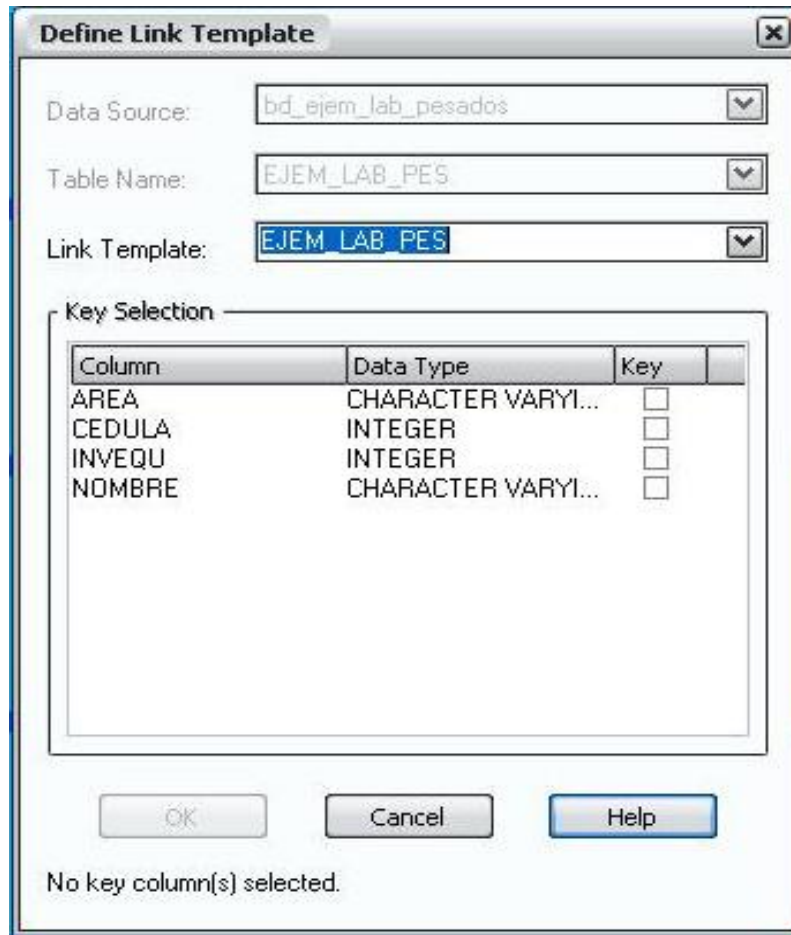 Define Link Template
Data Source: bd_ejem_lab_pesados
Table Name: EJEM_LAB_PES
Link Template: EJEM_LAB_PES
Key Selection
Column Data Type Key
AREA CHARACTER VARYI...
CEDULA INTEGER
INVEQU INTEGER
NOMBRE CHARACTER VARYI...
OK Cancel Help
No key column(s) selected.